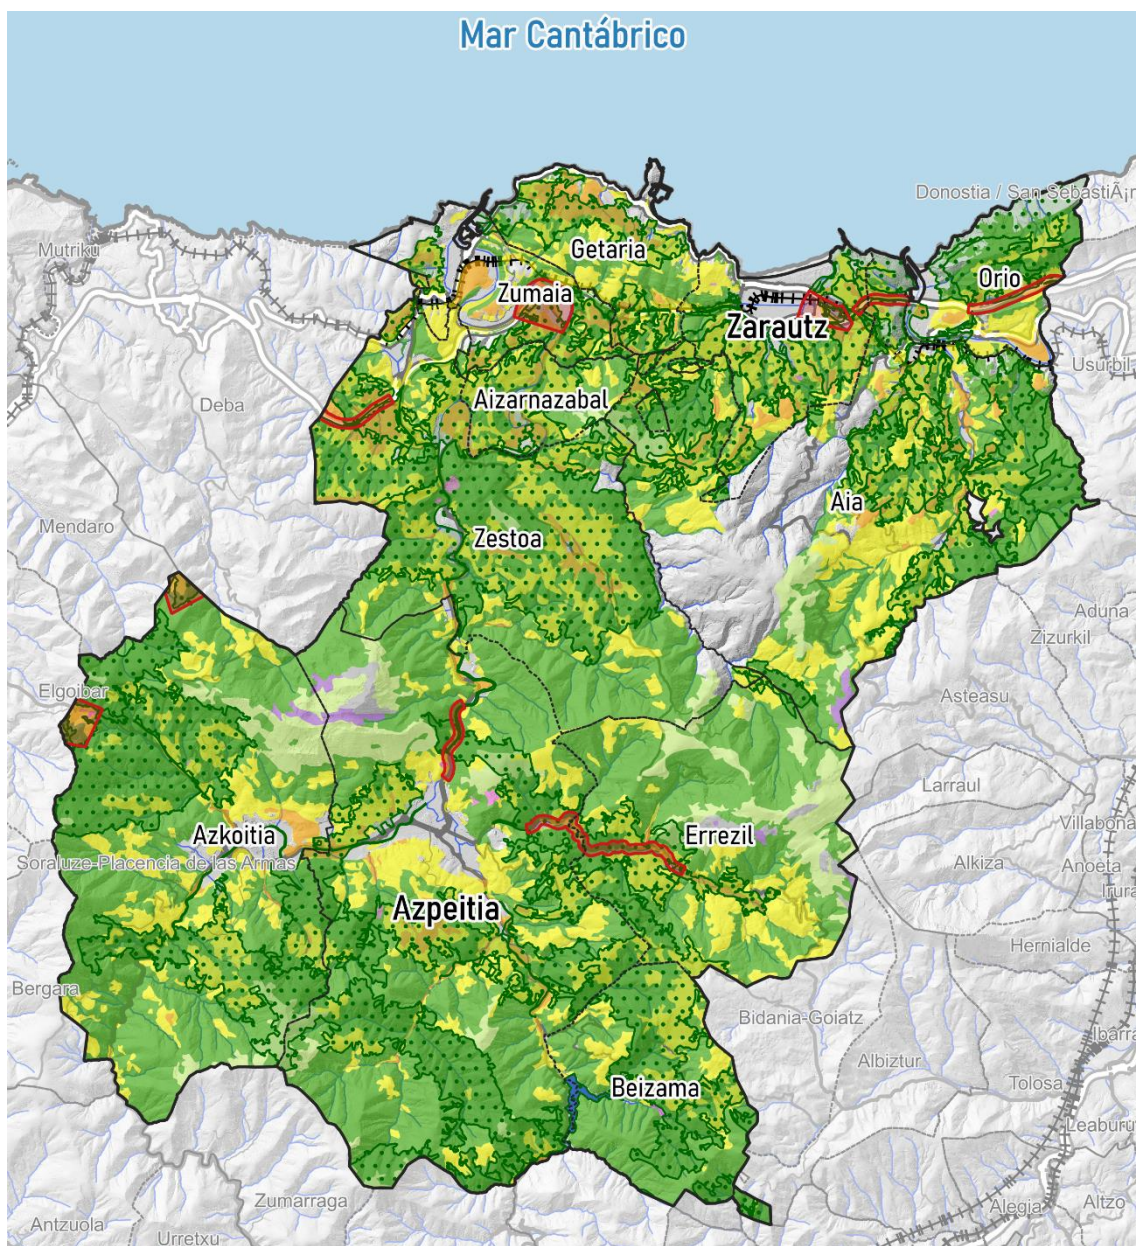 Mar Cantábrico
Donostia / San SebastiÃ¡n
Mutriku
Getaria
Orio
Zumaia
Zarautz
Usurbil
Deba
Aizarnazabal
Aia
Mendaro
Zestoa
Aduna
Zizurkil
Elgoibar
Asteasu
Larraul
Villabona
Azkoitia
Errezil
Soraluze-Placencia de las Armas
Alkiza
Anoeta
Irura
Azpeitia
Hernialde
Bergara
Bidania-Goiatz
Ibarra
Albiztur
Beizama
Tolosa
Leaburu
Zumarraga
Alegia
Altzo
Antzuola
Urretxu